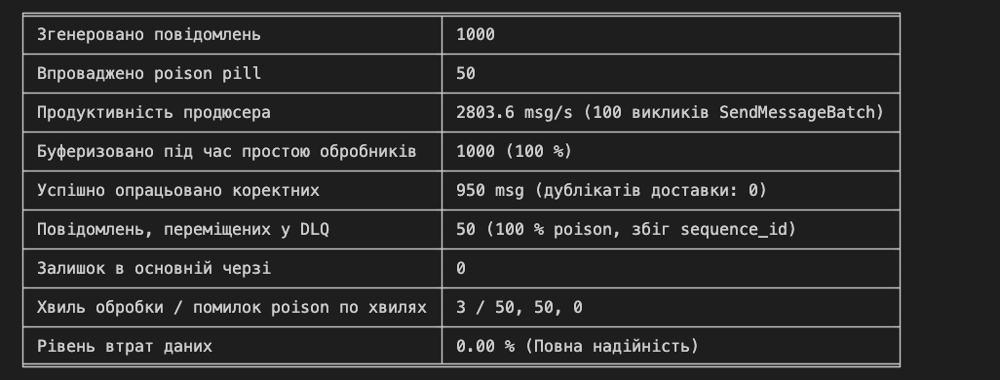 Згенеровано повідомлень 1000
Впроваджено poison pill 50
Продуктивність продюсера 2803.6 msg/s (100 викликів SendMessageBatch)
Буферизовано під час простою обробників 1000 (100 %)
Успішно опрацьовано коректних 950 msg (дублікатів доставки: 0)
Повідомлень, переміщених у DLQ 50 (100 % poison, збіг sequence_id)
Залишок в основній черзі 0
Хвиль обробки / помилок poison по хвилях 3 / 50, 50, 0
Рівень втрат даних 0.00 % (Повна надійність)